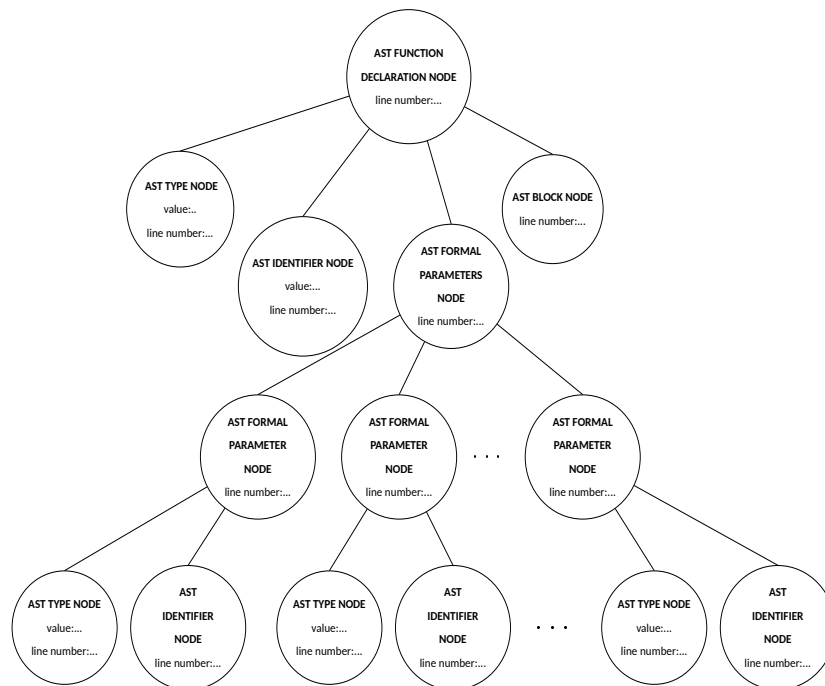 AST FUNCTION
DECLARATION NODE
line number:...
AST TYPE NODE
value:..
line number:...
AST IDENTIFIER NODE
value:...
line number:...
AST FORMAL
PARAMETERS
NODE
line number:...
AST BLOCK NODE
line number:...
AST FORMAL
PARAMETER
NODE
line number:...
AST FORMAL
PARAMETER
NODE
line number:...
. . .
AST FORMAL
PARAMETER
NODE
line number:...
AST TYPE NODE
value:...
line number:...
AST
IDENTIFIER
NODE
line number:...
AST TYPE NODE
value:...
line number:...
AST
IDENTIFIER
NODE
line number:...
. . .
AST TYPE NODE
value:...
line number:...
AST
IDENTIFIER
NODE
line number:...